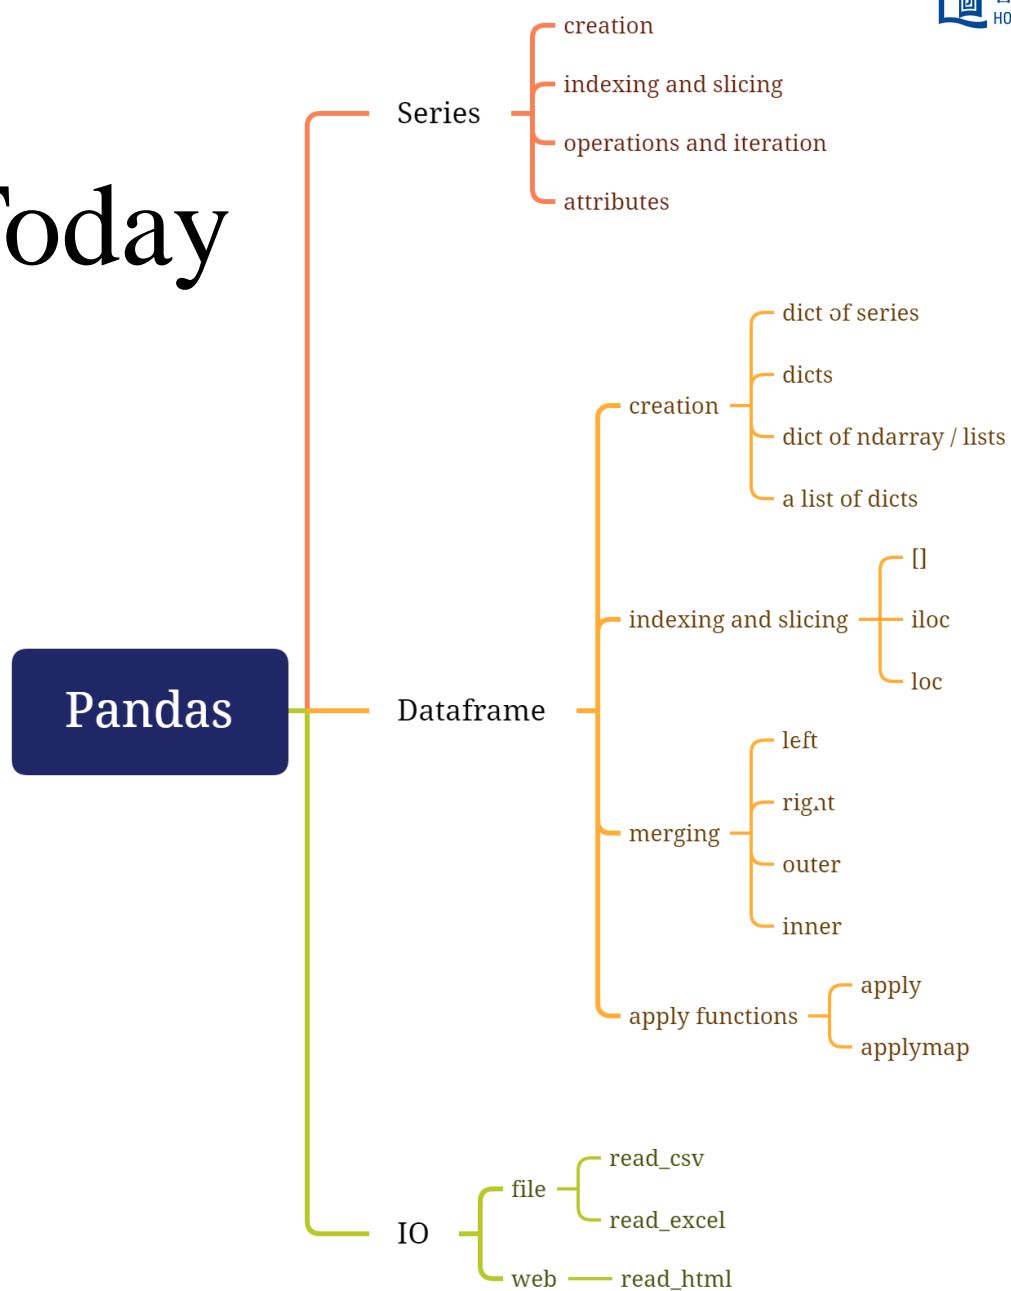 HO
creation
indexing and slicing
Series
operations and iteration
attributes
Today
dict of series
dicts
creation
dict of ndarray / lists
a list of dicts
[]
indexing and slicing
iloc
loc
Pandas
Dataframe
left
right
merging
outer
inner
apply
apply functions
applymap
read_csv
file
read_excel
IO
web
read_html